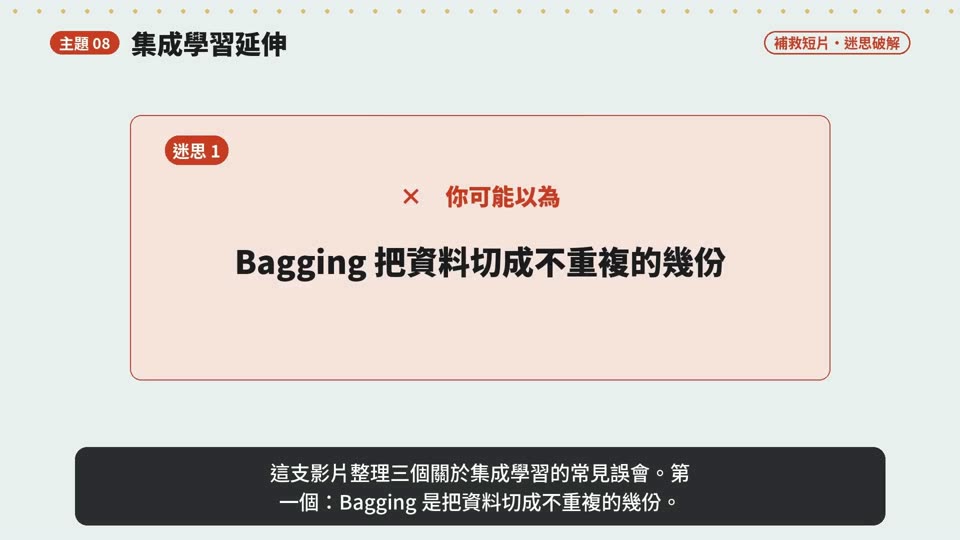 主題 08
集成學習延伸
補救短片・迷思破解
迷思 1
✕ 你可能以為
Bagging 把資料切成不重複的幾份
這支影片整理三個關於集成學習的常見誤會。第
一個：Bagging 是把資料切成不重複的幾份。